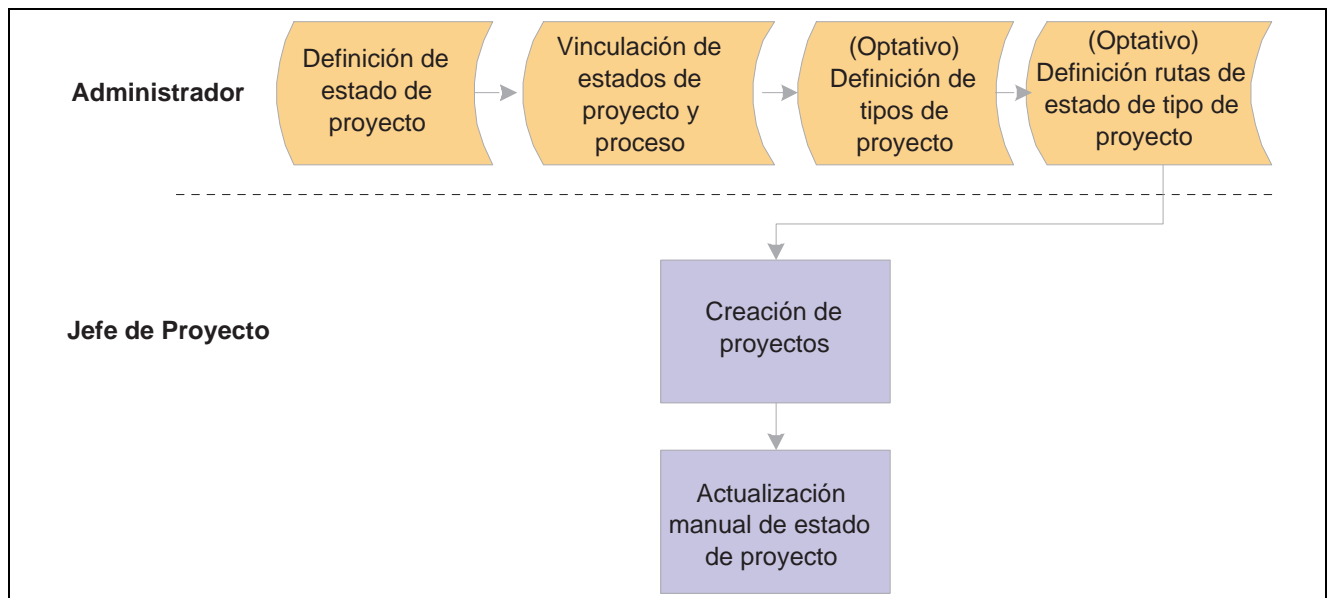 Administrador
Definición de
estado de
proyecto
Vinculación de
estados de
proyecto y
proceso
(Optativo)
Definición de
tipos de
proyecto
(Optativo)
Definición rutas de
estado de tipo de
proyecto
Jefe de Proyecto
Creación de
proyectos
Actualización
manual de estado
de proyecto